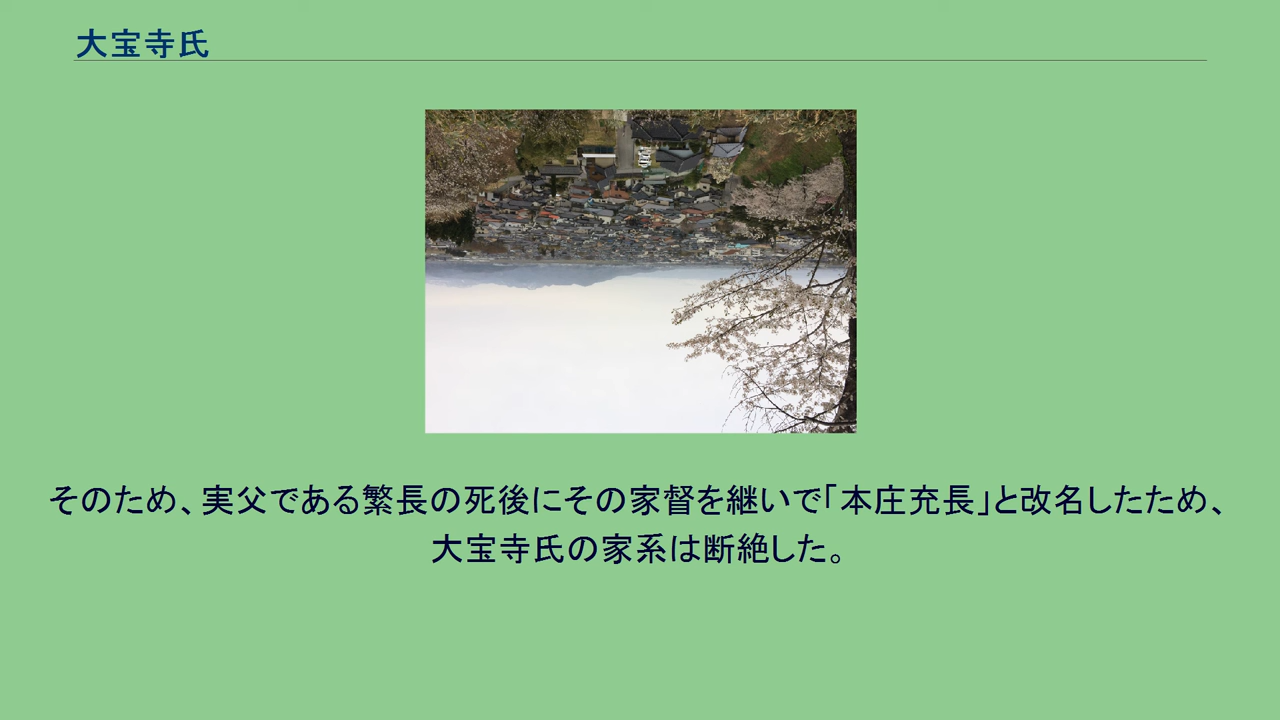 大宝寺氏
そのため、実父である繁長の死後にその家督を継いで｢本庄充長｣と改名したため、
大宝寺氏の家系は断絶した。